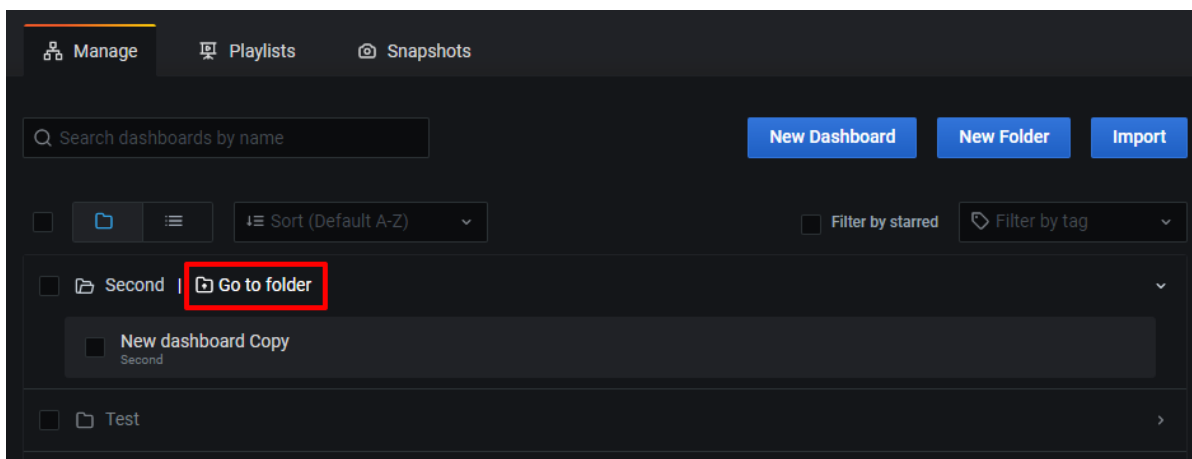 Manage Playlists Snapshots
Search dashboards by name New Dashboard New Folder Import
Sort (Default A-Z) Filter by starred Filter by tag
Second | Go to folder
New dashboard Copy
Second
Test